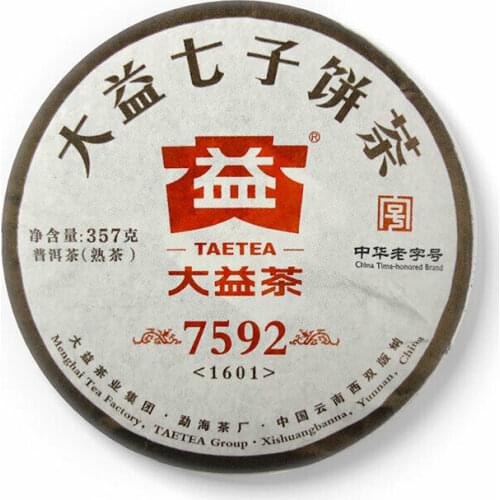 大益七子饼茶
益
®
TAETEA
大益茶
净含量:357克
普洱茶(熟茶)
中华老字号
China Time-honored Brand
7592
<1601>
大益茶业集团·勐海茶厂·中国云南西双版纳
Menghai Tea Factory, TAETEA Group·Xishuangbanna, Yunnan, China